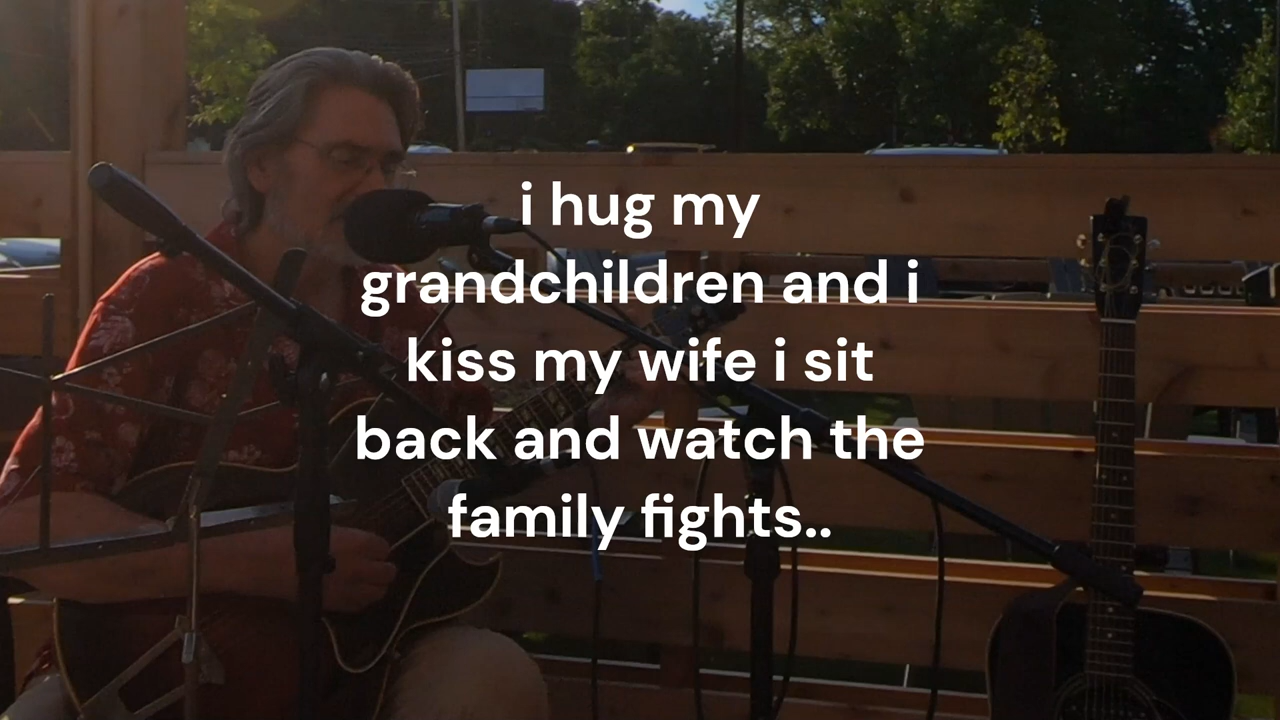 i hug my
grandchildren and i
kiss my wife i sit
back and watch the
family fights..